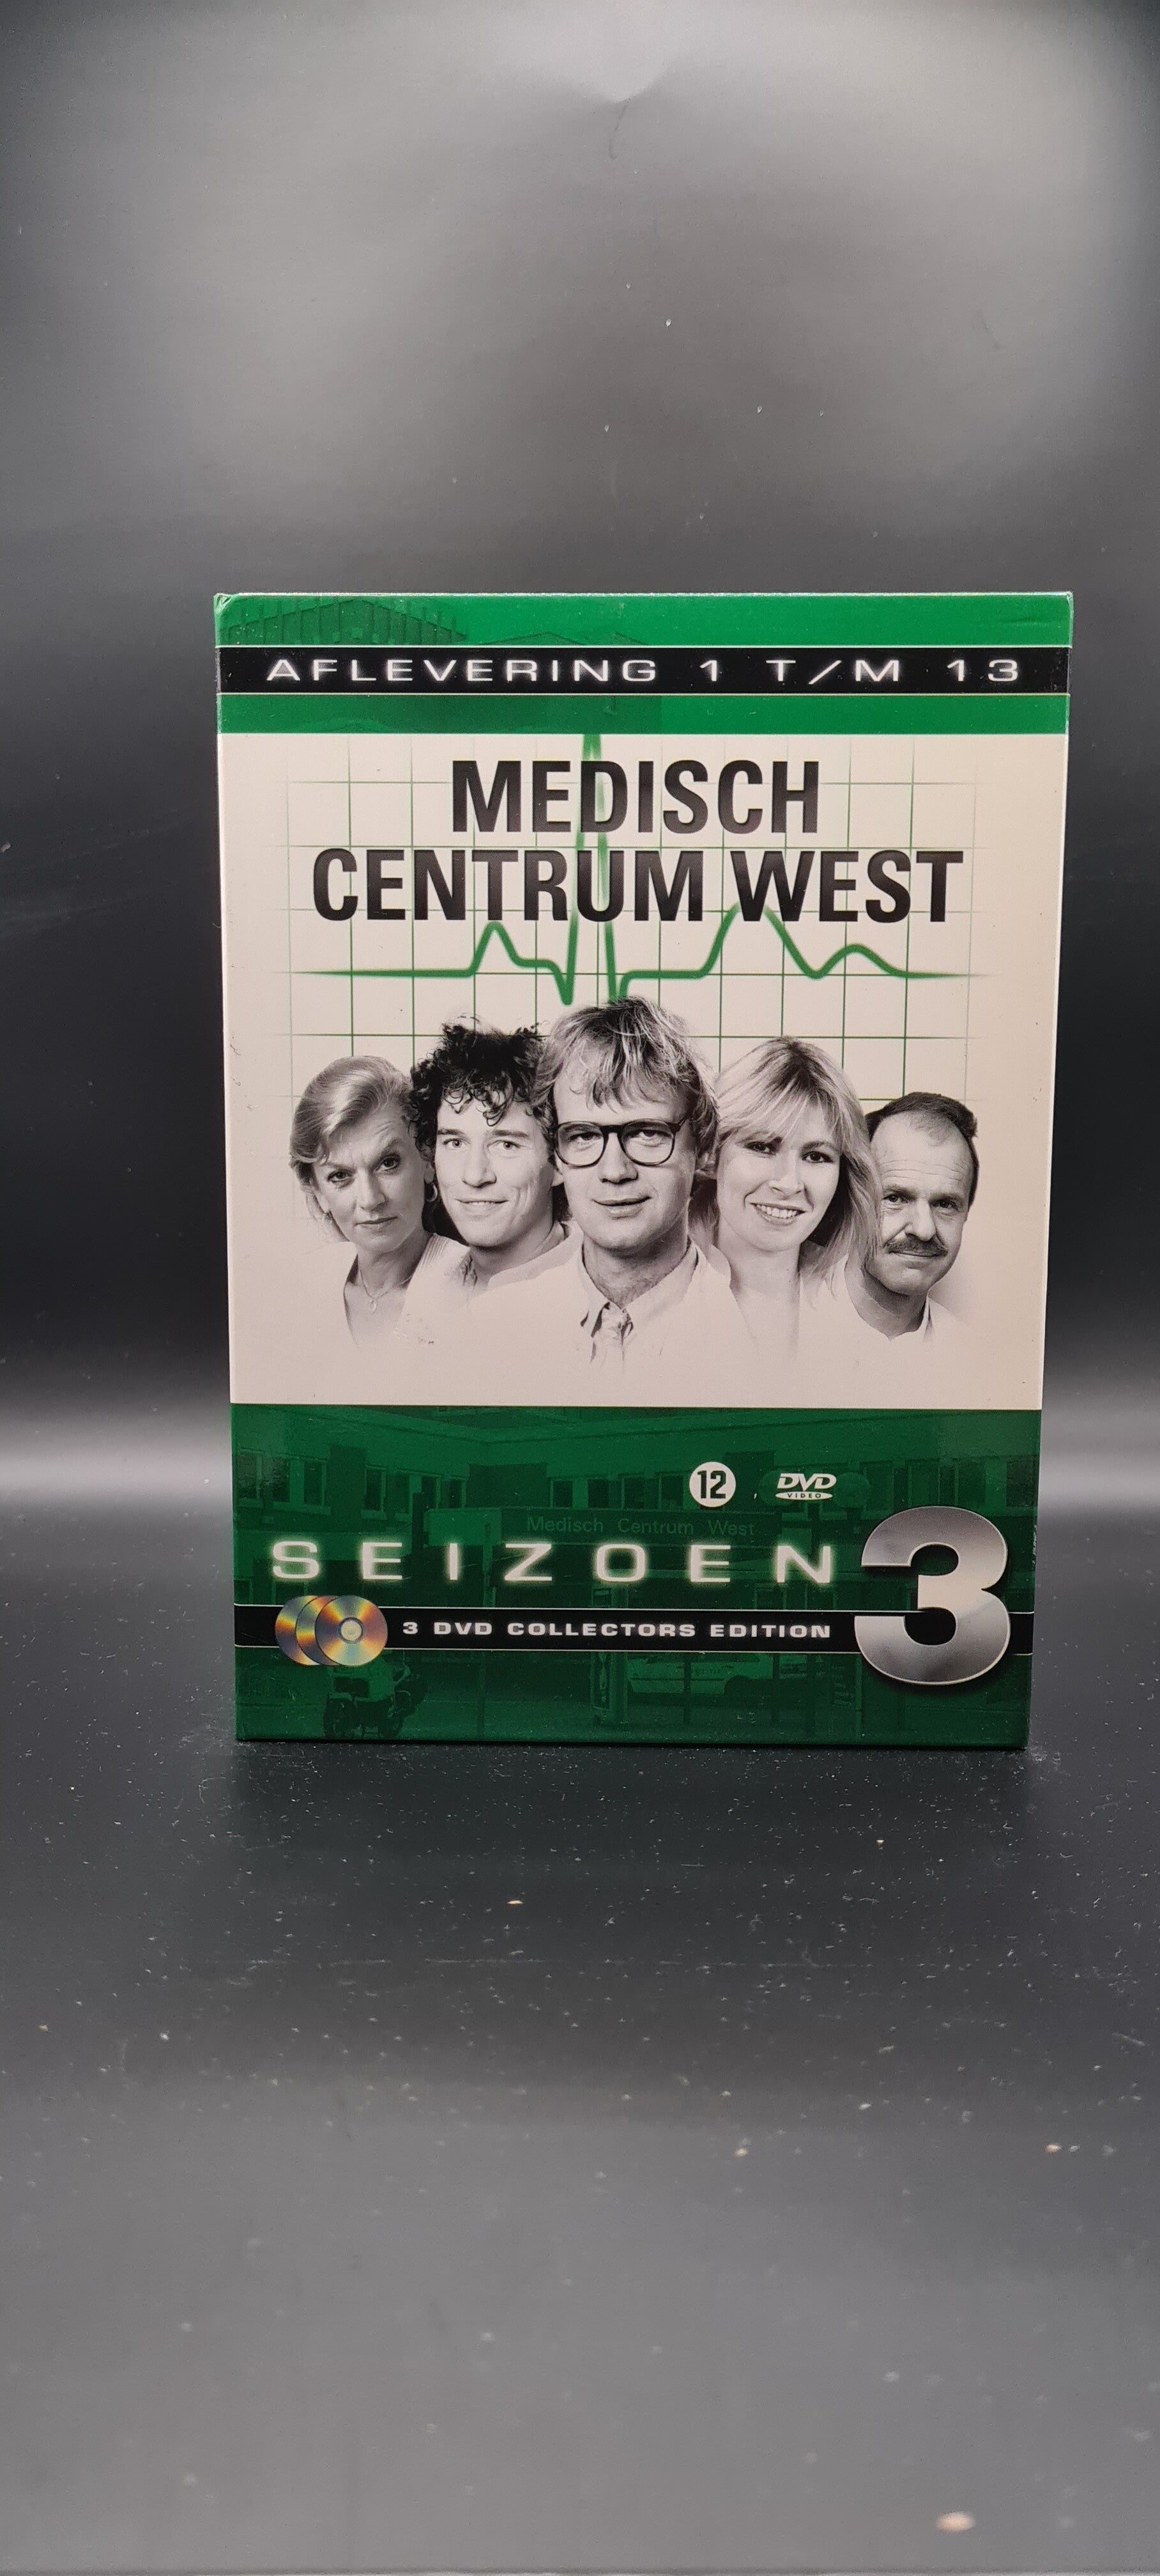 AFLEVERING 1 T/M 13
MEDISCH
CENTRUM WEST
12
DVD
VIDEO
Medisch Centrum West
SEIZOEN 3
3 DVD COLLECTORS EDITION